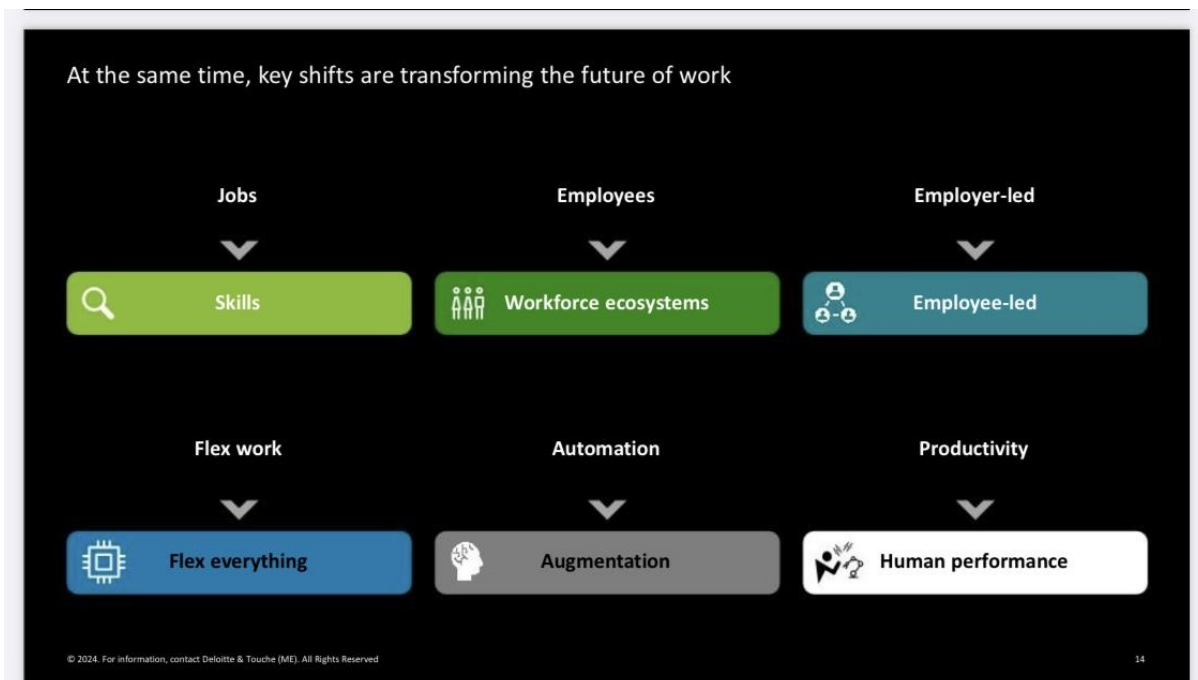 At the same time, key shifts are transforming the future of work
Jobs
Employees
Employer-led
Skills
Workforce ecosystems
Employee-led
Flex work
Automation
Productivity
Flex everything
Augmentation
Human performance
© 2024. For information, contact Deloitte & Touche (ME). All Rights Reserved
14